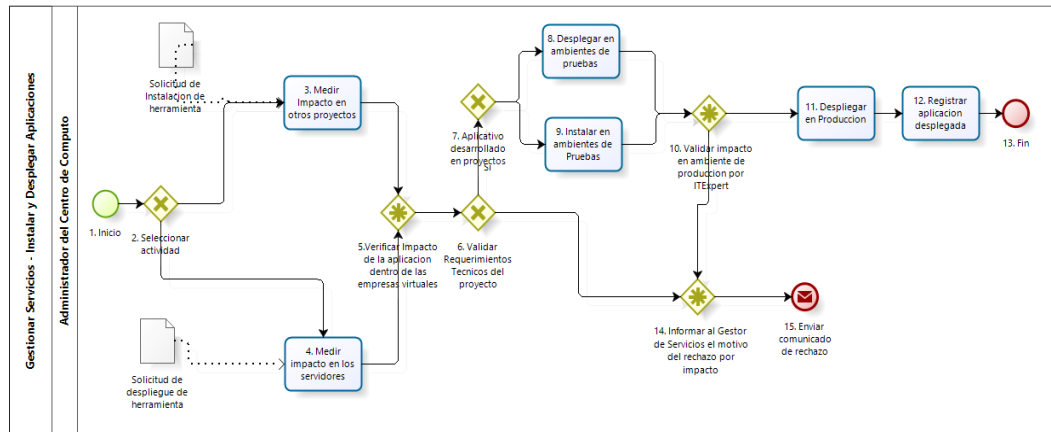 Gestionar Servicios - Instalar y Desplegar Aplicaciones
Administrador del Centro de Computo
Solicitud de
Instalacion de
herramienta
3. Medir
Impacto en
otros proyectos
1. Inicio
2. Seleccionar
actividad
Solicitud de
despliegue de
herramienta
4. Medir
impacto en los
servidores
5.Verificar Impacto
de la aplicacion
dentro de las
empresas virtuales
6. Validar
Requerimientos
Tecnicos del
proyecto
7. Aplicativo
desarrollado
en proyectos
SI
8. Desplegar en
ambientes de
pruebas
9. Instalar en
ambientes de
Pruebas
10. Validar impacto
en ambiente de
produccion por
ITExpert
11. Despliegar
en Produccion
12. Registrar
aplicacion
desplegada
13. Fin
14. Informar al Gestor
de Servicios el motivo
del rechazo por
impacto
15. Enviar
comunicado
de rechazo